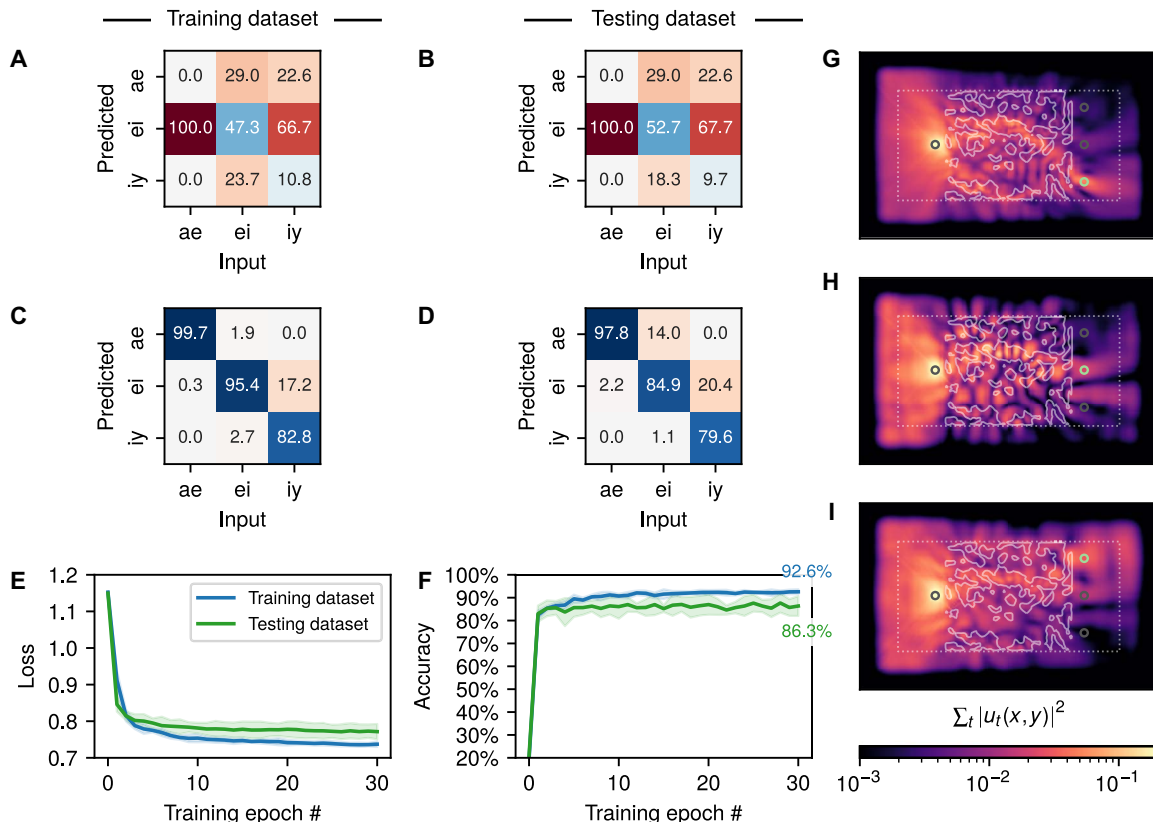 Training dataset
Testing dataset
A
Predicted
ae
ei
iy
0.0 29.0 22.6
100.0 47.3 66.7
0.0 23.7 10.8
ae ei iy
Input
B
Predicted
ae
ei
iy
0.0 29.0 22.6
100.0 52.7 67.7
0.0 18.3 9.7
ae ei iy
Input
C
Predicted
ae
ei
iy
99.7 1.9 0.0
0.3 95.4 17.2
0.0 2.7 82.8
ae ei iy
Input
D
Predicted
ae
ei
iy
97.8 14.0 0.0
2.2 84.9 20.4
0.0 1.1 79.6
ae ei iy
Input
E
Loss
1.2
1.1
1.0
0.9
0.8
0.7
Training dataset
Testing dataset
0 10 20 30
Training epoch #
F
Accuracy
100%
90%
80%
70%
60%
50%
40%
30%
20%
92.6%
86.3%
0 10 20 30
Training epoch #
G
H
I
∑t |ut(x, y)|²
10⁻³ 10⁻² 10⁻¹